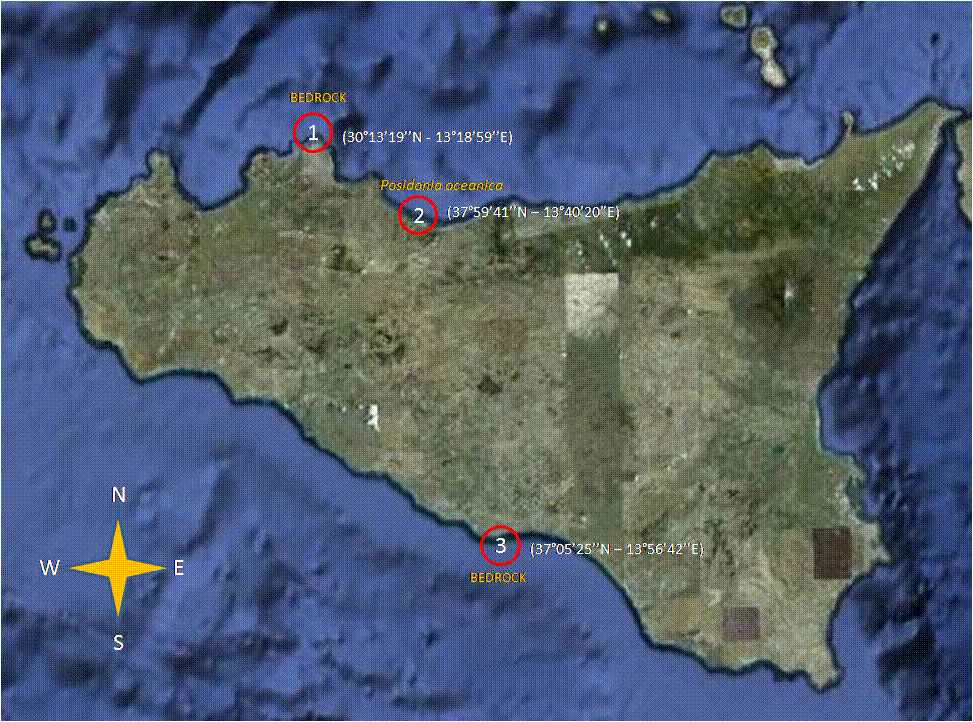 BEDROCK
1 (30°13’19’’N - 13°18’59’’E)
Posidonia oceanica
2 (37°59’41’’N – 13°40’20’’E)
N
W E
S
3 (37°05’25’’N – 13°56’42’’E)
BEDROCK